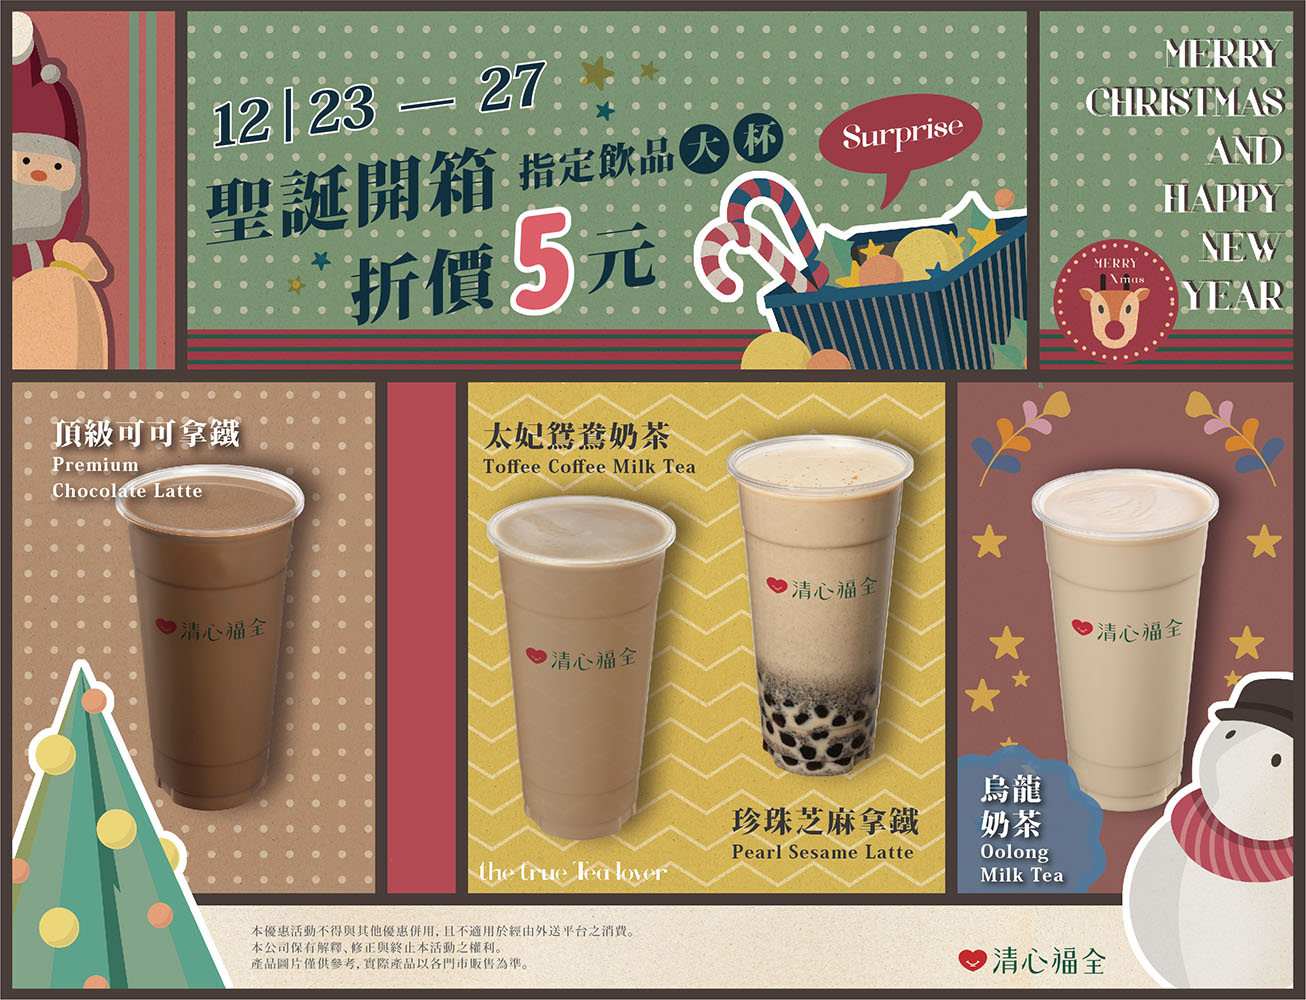 12|23 — 27
聖誕開箱 指定飲品大杯
折價5元
Surprise
MERRY
CHRISTMAS
AND
HAPPY
NEW
YEAR
MERRY
Xmas
頂級可可拿鐵
Premium
Chocolate Latte
清心福全
太妃鴛鴦奶茶
Toffee Coffee Milk Tea
清心福全
清心福全
珍珠芝麻拿鐵
Pearl Sesame Latte
the true Tea lover
清心福全
烏龍
奶茶
Oolong
Milk Tea
本優惠活動不得與其他優惠併用, 且不適用於經由外送平台之消費。
本公司保有解釋、修正與終止本活動之權利。
產品圖片僅供參考, 實際產品以各門市販售為準。
清心福全